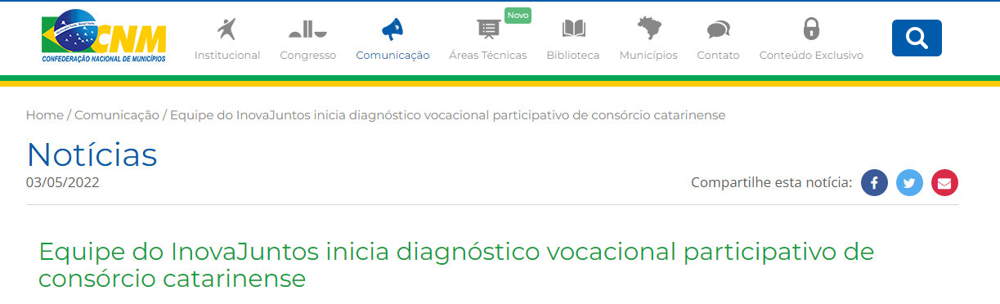 CNM
CONFEDERAÇÃO NACIONAL DE MUNICÍPIOS
Institucional
Congresso
Comunicação
Novo
Áreas Técnicas
Biblioteca
Municípios
Contato
Conteúdo Exclusivo
Home / Comunicação / Equipe do InovaJuntos inicia diagnóstico vocacional participativo de consórcio catarinense
Notícias
03/05/2022
Compartilhe esta notícia:
Equipe do InovaJuntos inicia diagnóstico vocacional participativo de
consórcio catarinense